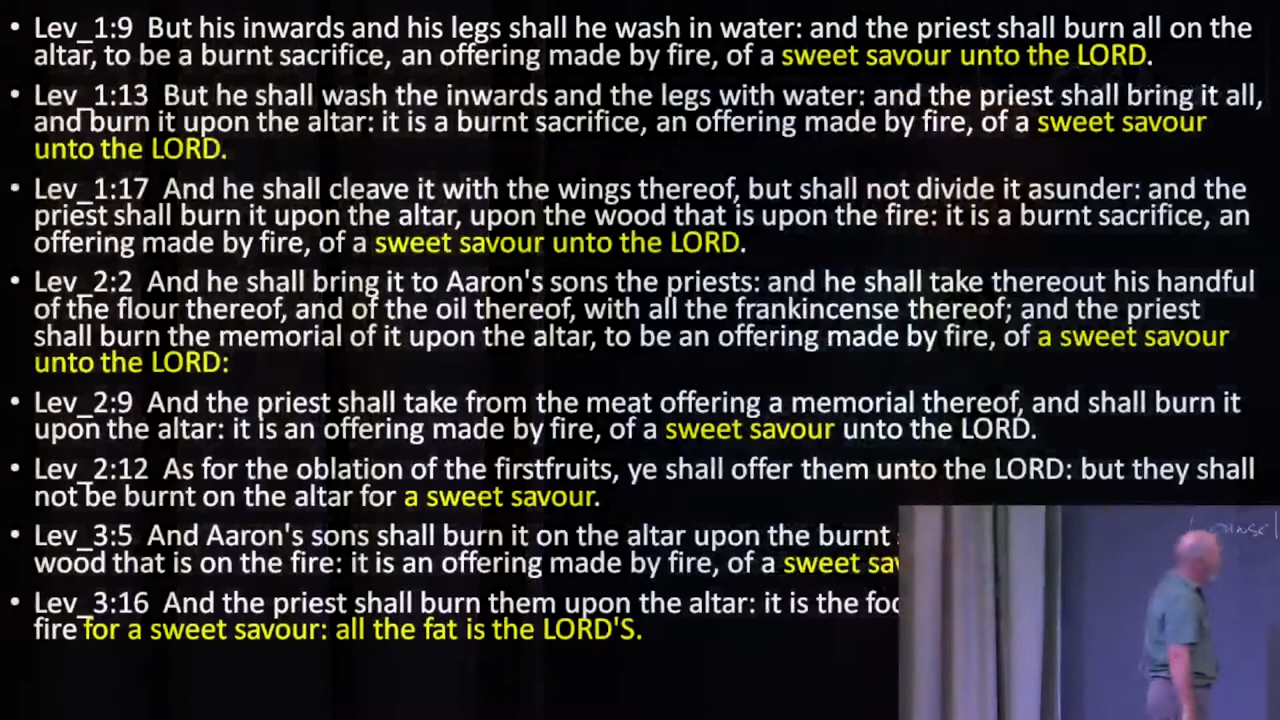 • Lev_1:9 But his inwards and his legs shall he wash in water: and the priest shall burn all on the
altar, to be a burnt sacrifice, an offering made by fire, of a sweet savour unto the LORD.
• Lev_1:13 But he shall wash the inwards and the legs with water: and the priest shall bring it all,
and burn it upon the altar: it is a burnt sacrifice, an offering made by fire, of a sweet savour
unto the LORD.
• Lev_1:17 And he shall cleave it with the wings thereof, but shall not divide it asunder: and the
priest shall burn it upon the altar, upon the wood that is upon the fire: it is a burnt sacrifice, an
offering made by fire, of a sweet savour unto the LORD.
• Lev_2:2 And he shall bring it to Aaron's sons the priests: and he shall take thereout his handful
of the flour thereof, and of the oil thereof, with all the frankincense thereof; and the priest
shall burn the memorial of it upon the altar, to be an offering made by fire, of a sweet savour
unto the LORD:
• Lev_2:9 And the priest shall take from the meat offering a memorial thereof, and shall burn it
upon the altar: it is an offering made by fire, of a sweet savour unto the LORD.
• Lev_2:12 As for the oblation of the firstfruits, ye shall offer them unto the LORD: but they shall
not be burnt on the altar for a sweet savour.
• Lev_3:5 And Aaron's sons shall burn it on the altar upon the burnt
wood that is on the fire: it is an offering made by fire, of a sweet
• Lev_3:16 And the priest shall burn them upon the altar: it is the
fire for a sweet savour: all the fat is the LORD'S.